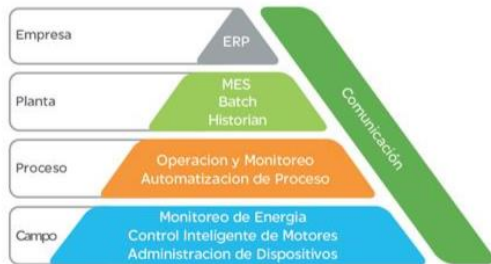 Empresa
ERP
Planta
MES
Batch
Historian
Proceso
Operacion y Monitoreo
Automatizacion de Proceso
Campo
Monitoreo de Energia
Control Inteligente de Motores
Administracion de Dispositivos
Comunicación